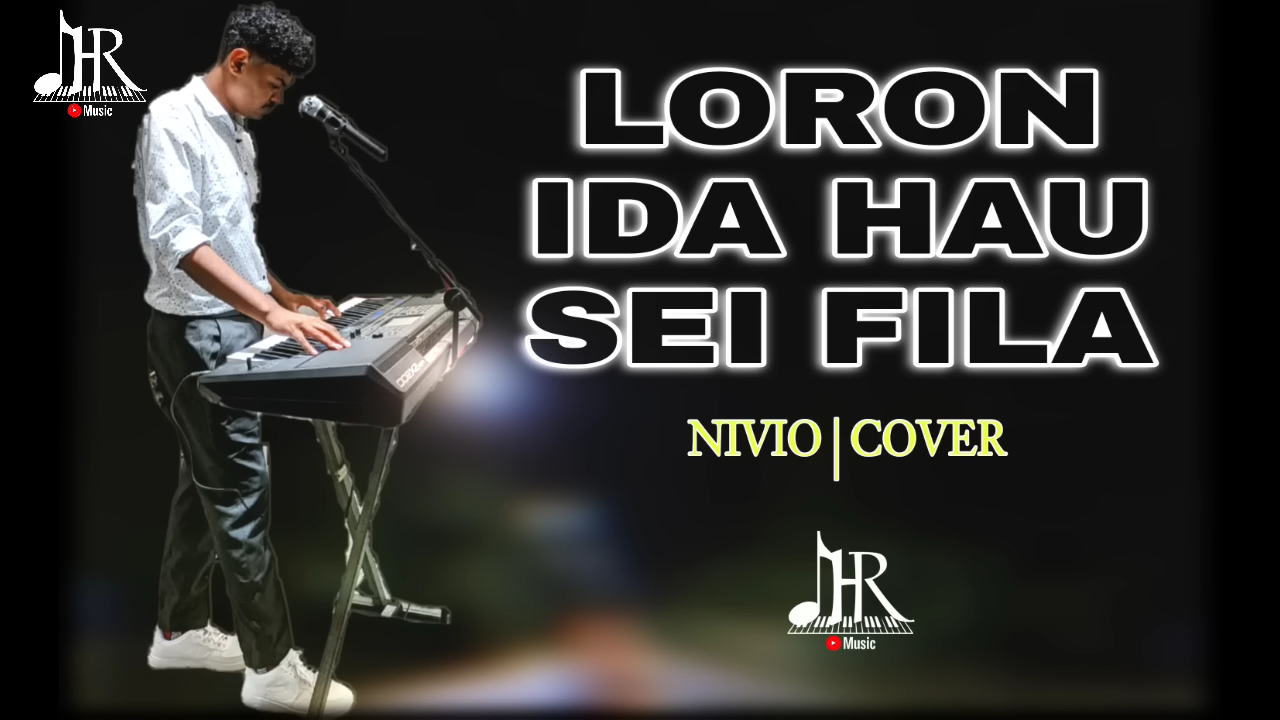 HR
Music
LORON
IDA HAU
SEI FILA
NIVIO|COVER
HR
Music